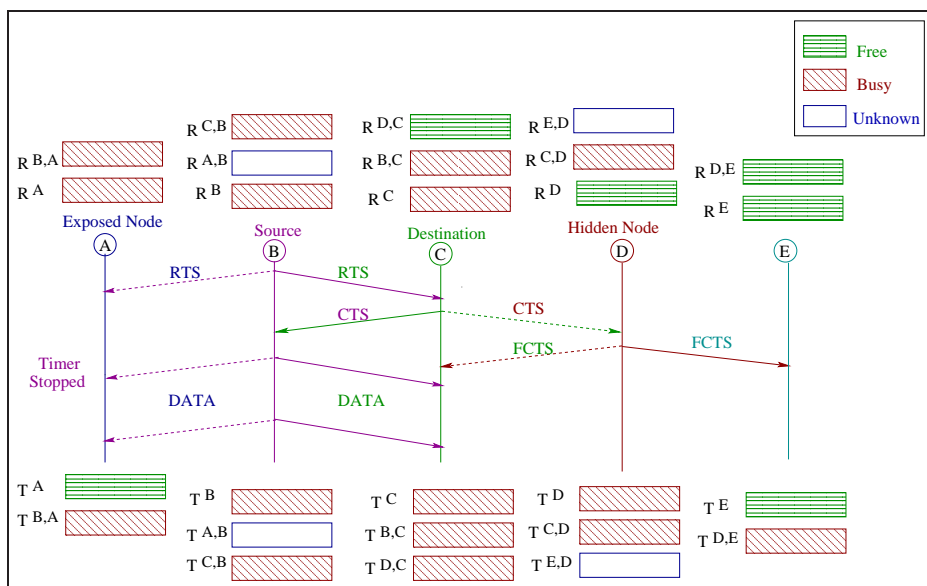 Free
Busy
Unknown
R C,B
R D,C
R E,D
R B,A
R A,B
R B,C
R C,D
R D,E
R A
R B
R C
R D
R E
Exposed Node
Source
Destination
Hidden Node
A
B
C
D
E
RTS
RTS
CTS
CTS
FCTS
FCTS
Timer
Stopped
DATA
DATA
T A
T B
T C
T D
T E
T B,A
T A,B
T B,C
T C,D
T D,E
T C,B
T D,C
T E,D